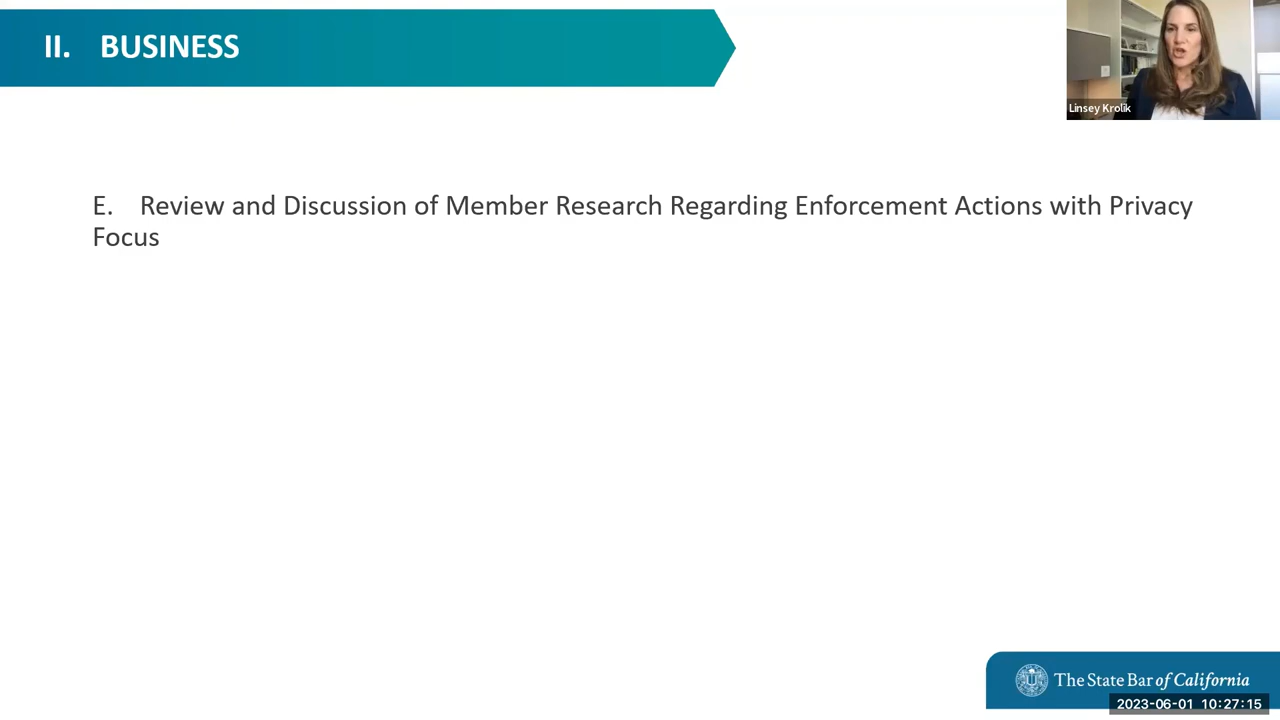 II. BUSINESS
Linsey Krolik
E. Review and Discussion of Member Research Regarding Enforcement Actions with Privacy
Focus
The State Bar of California
2023-06-01 10:27:15